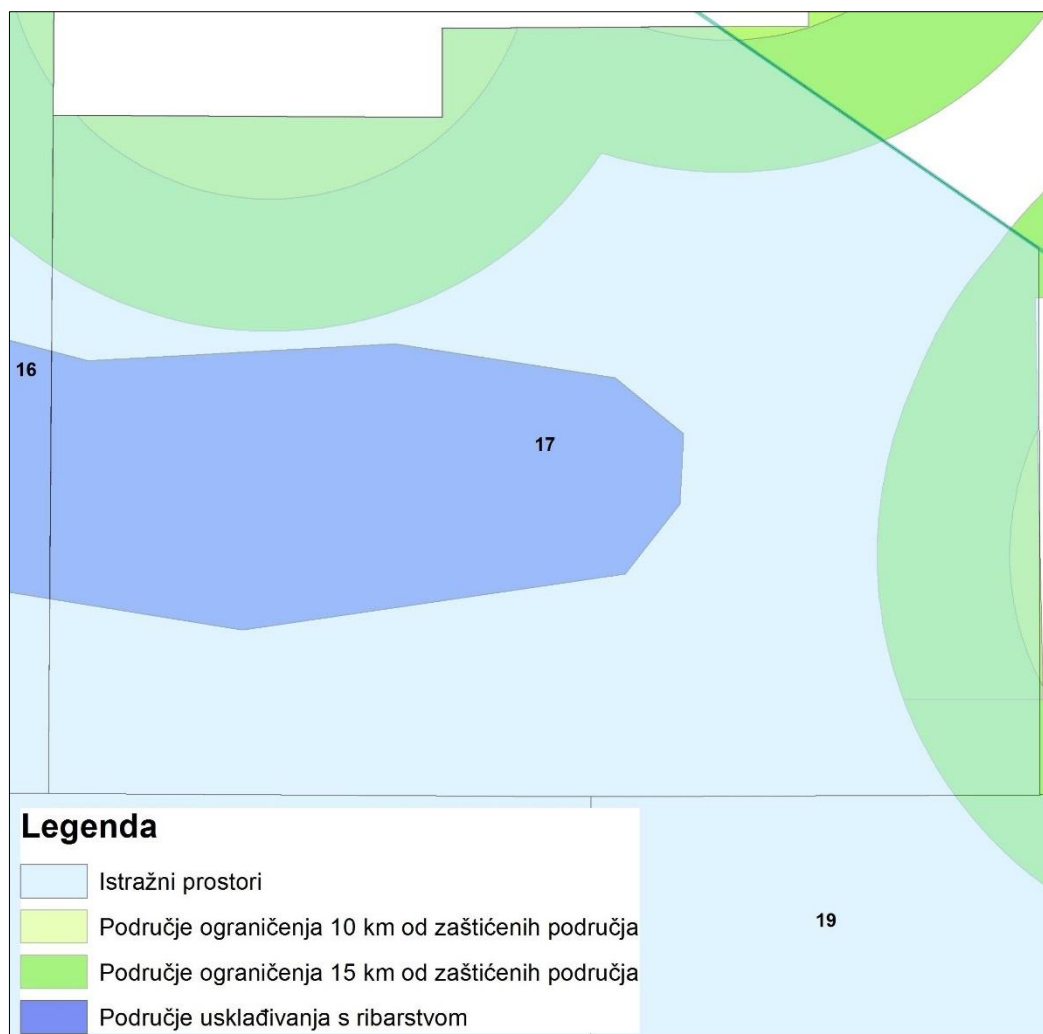 16
17
Legenda
Istražni prostori
Područje ograničenja 10 km od zaštićenih područja
19
Područje ograničenja 15 km od zaštićenih područja
Područje usklađivanja s ribarstvom